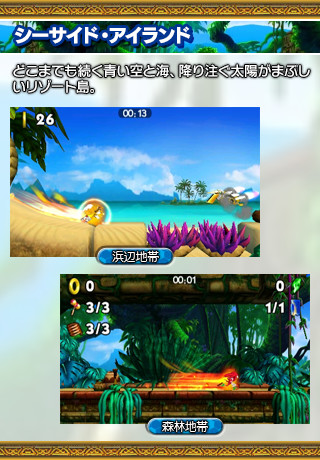 シーサイド・アイランド
どこまでも続く青い空と海、降り注ぐ太陽がまぶし
いリゾート島。
26
00:13
浜辺地帯
0
00:01
0
3/3
1/1
3/3
森林地帯